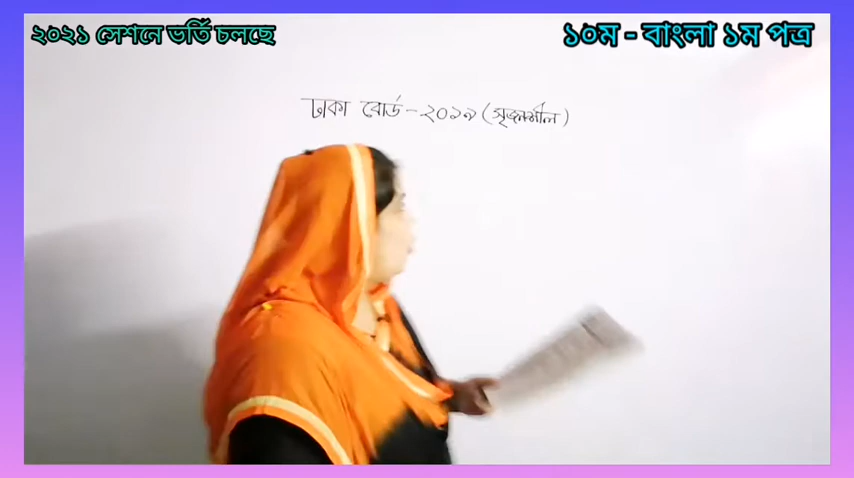 ২০২১ সেশনে ভর্তি চলছে
১০ম - বাংলা ১ম পত্র
ঢাকা বোর্ড-২০১৯ (সৃজনশীল)